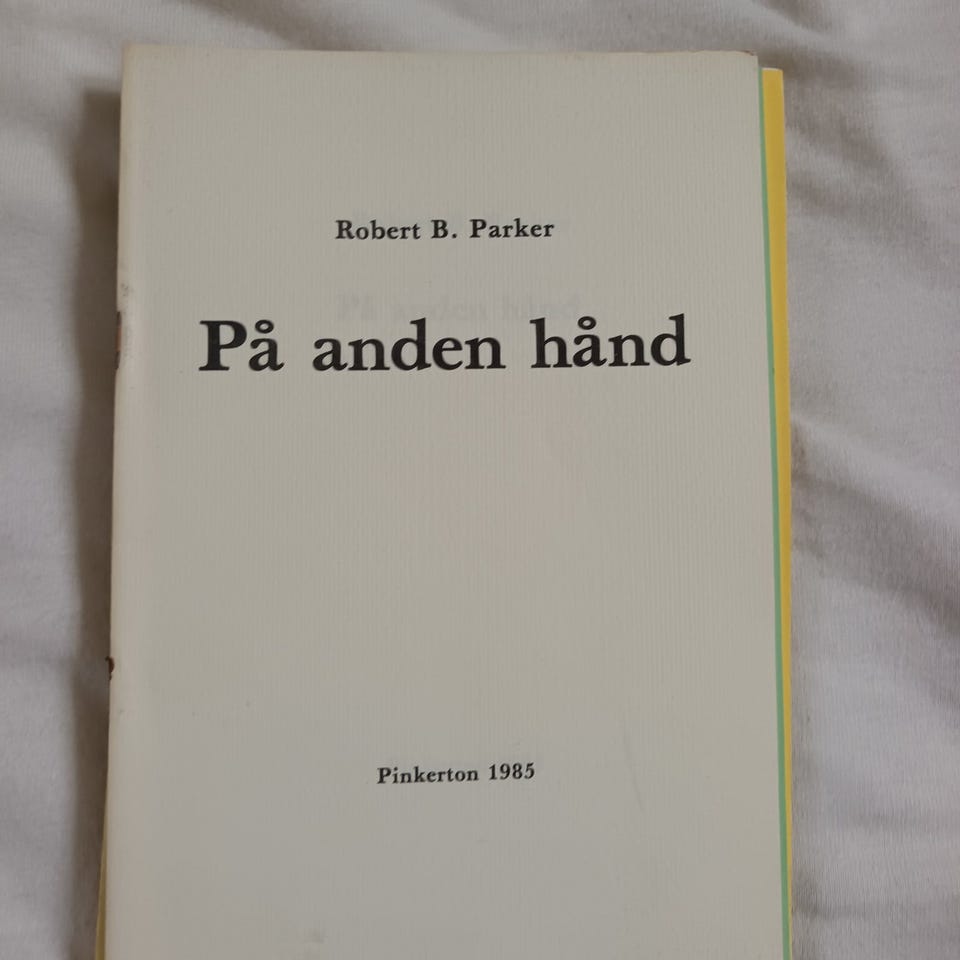 Robert B. Parker
På anden hånd
Pinkerton 1985